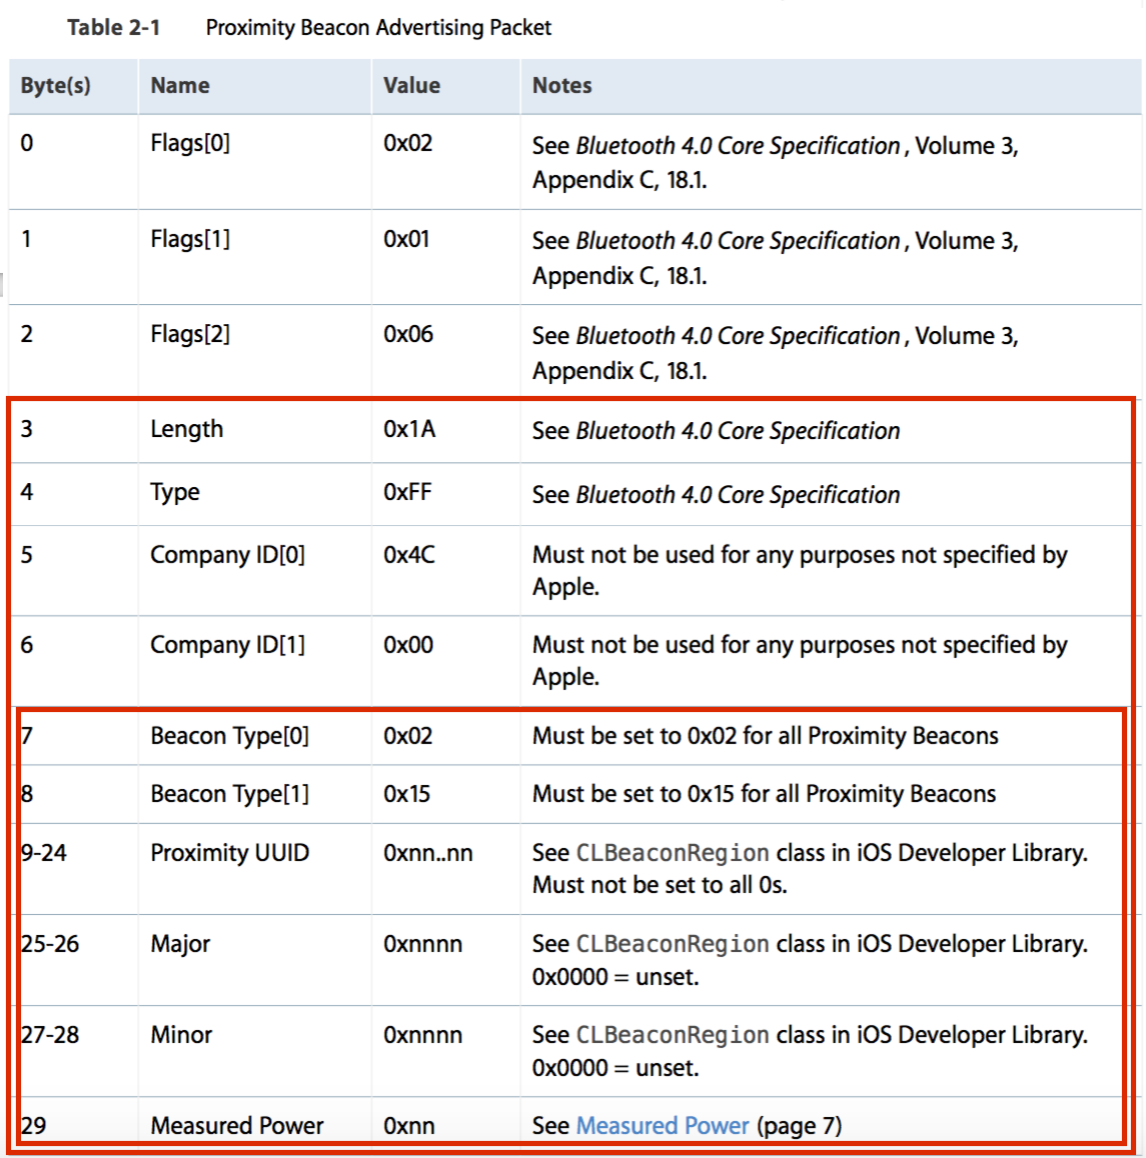 Table 2-1 Proximity Beacon Advertising Packet
Byte(s) Name Value Notes
0 Flags[0] 0x02 See Bluetooth 4.0 Core Specification, Volume 3,
Appendix C, 18.1.
1 Flags[1] 0x01 See Bluetooth 4.0 Core Specification, Volume 3,
Appendix C, 18.1.
2 Flags[2] 0x06 See Bluetooth 4.0 Core Specification, Volume 3,
Appendix C, 18.1.
3 Length 0x1A See Bluetooth 4.0 Core Specification
4 Type 0xFF See Bluetooth 4.0 Core Specification
5 Company ID[0] 0x4C Must not be used for any purposes not specified by
Apple.
6 Company ID[1] 0x00 Must not be used for any purposes not specified by
Apple.
7 Beacon Type[0] 0x02 Must be set to 0x02 for all Proximity Beacons
8 Beacon Type[1] 0x15 Must be set to 0x15 for all Proximity Beacons
9-24 Proximity UUID 0xnn..nn See CLBeaconRegion class in iOS Developer Library.
Must not be set to all 0s.
25-26 Major 0xnnnn See CLBeaconRegion class in iOS Developer Library.
0x0000 = unset.
27-28 Minor 0xnnnn See CLBeaconRegion class in iOS Developer Library.
0x0000 = unset.
29 Measured Power 0xnn See Measured Power (page 7)